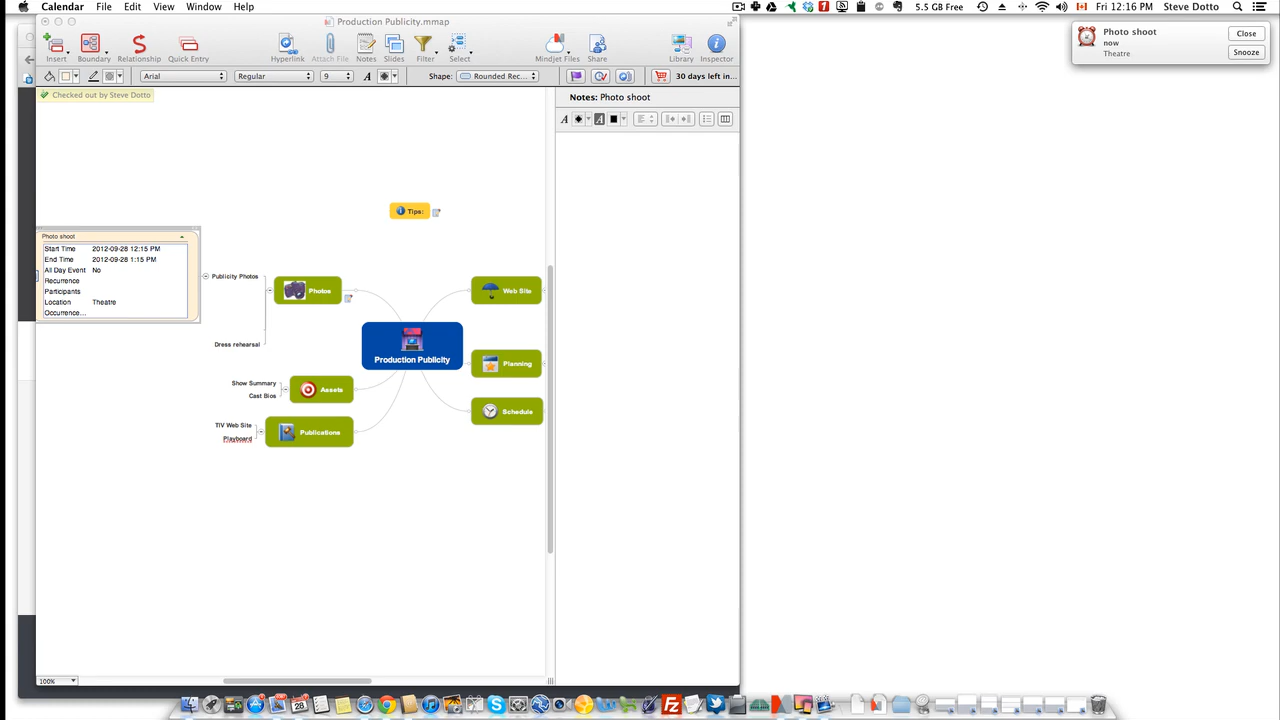 Calendar File Edit View Window Help 1 5.5 GB Free Fri 12:16 PM Steve Dotto
Production Publicity.mmap
Insert Boundary Relationship Quick Entry Hyperlink Attach File Notes Slides Filter Select Mindjet Files Share Library Inspector
Arial Regular 9 A Shape: Rounded Rec... 30 days left in...
Checked out by Steve Dotto
Notes: Photo shoot
A A
Photo shoot
now
Theatre
Close
Snooze
Tips:
Photo shoot
Start Time 2012-09-28 12:15 PM
End Time 2012-09-28 1:15 PM
All Day Event No
Recurrence
Participants
Location Theatre
Occurrence...
Publicity Photos
Photos
Dress rehearsal
Web Site
Production Publicity
Planning
Show Summary
Cast Bios
Assets
Schedule
TIV Web Site
Playboard
Publications
100%
28